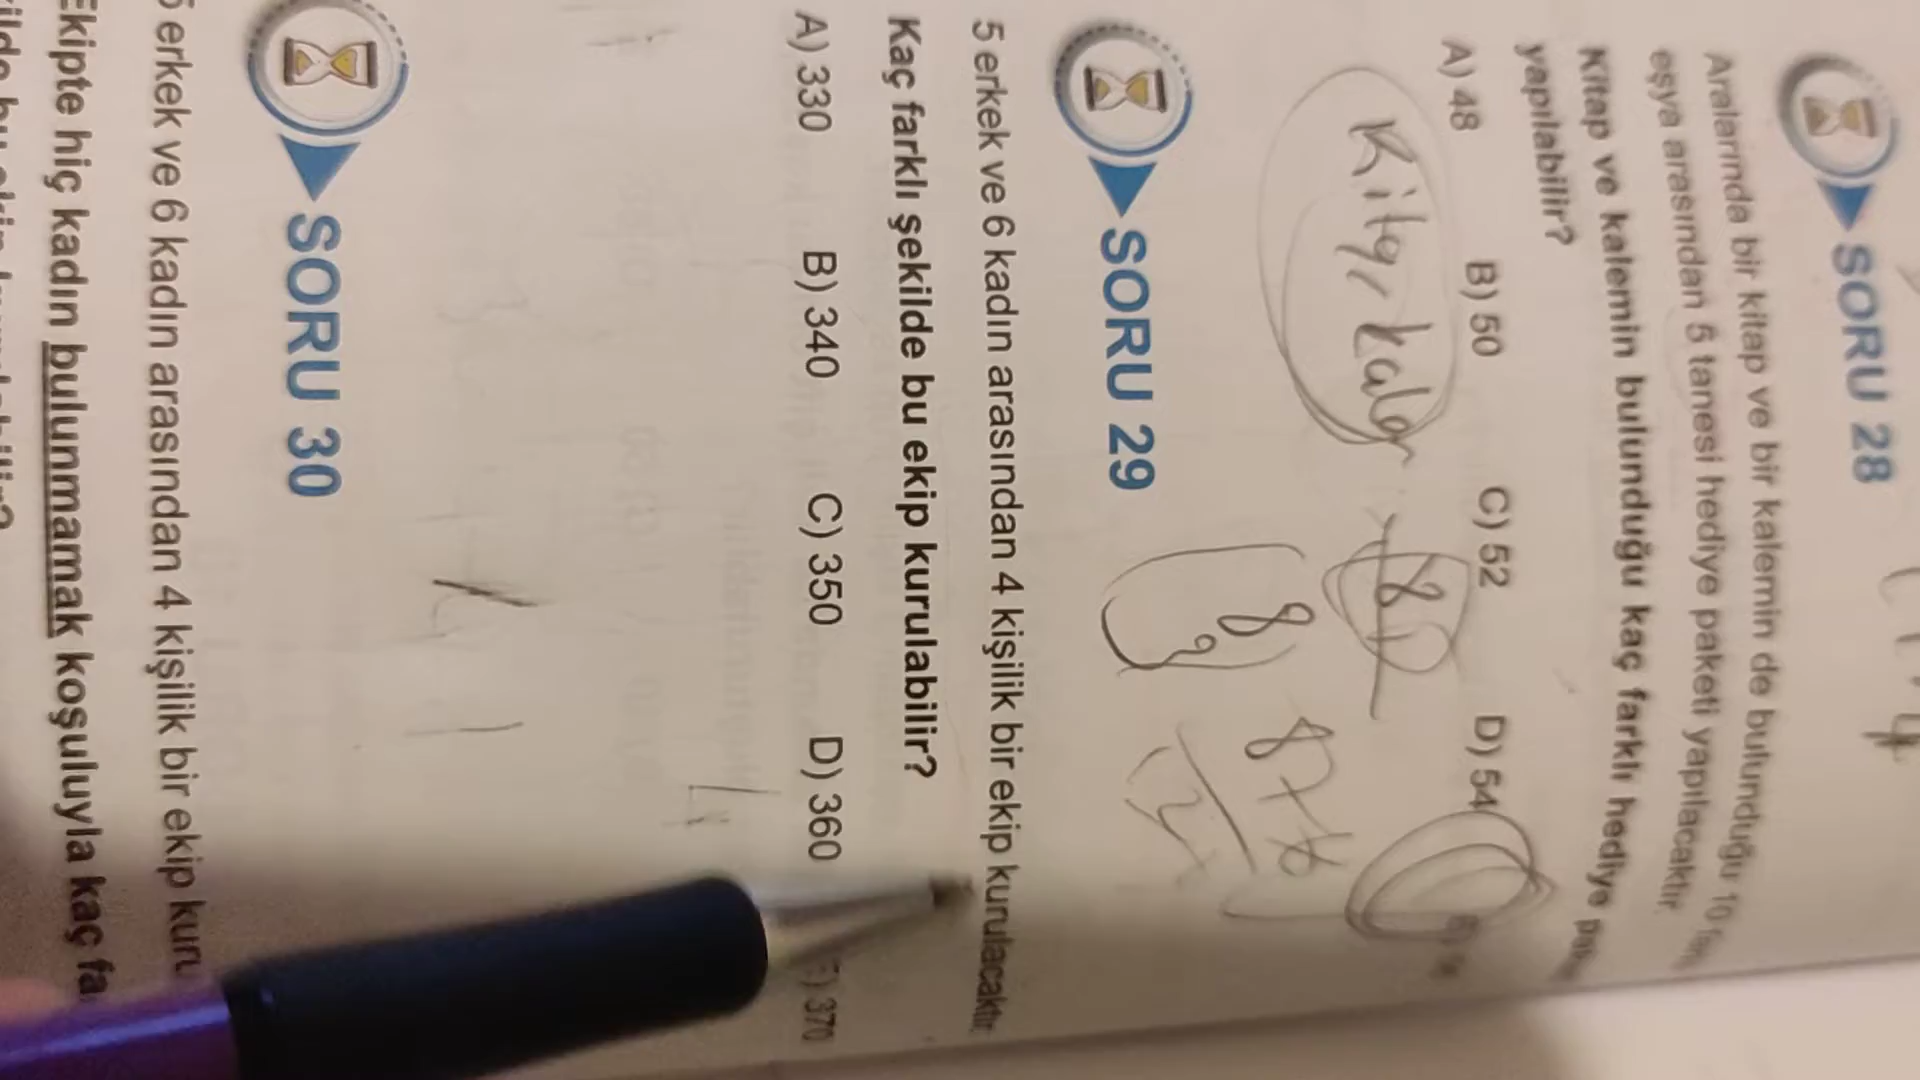 SORU 28
Aralarında bir kitap ve bir kalemin de bulunduğu 10
eşya arasından 5 tanesi hediye paketi yapılacaktır.
Kitap ve kalemin bulunduğu kaç farklı hediye
yapılabilir?
A) 48 B) 50 C) 52 D) 54
Kitap kalem
8
8
3
SORU 29
5 erkek ve 6 kadın arasından 4 kişilik bir ekip kurulacaktır.
Kaç farklı şekilde bu ekip kurulabilir?
A) 330 B) 340 C) 350 D) 360 E) 370
SORU 30
5 erkek ve 6 kadın arasından 4 kişilik bir ekip kuru
Ekipte hiç kadın bulunmamak koşuluyla kaç fa